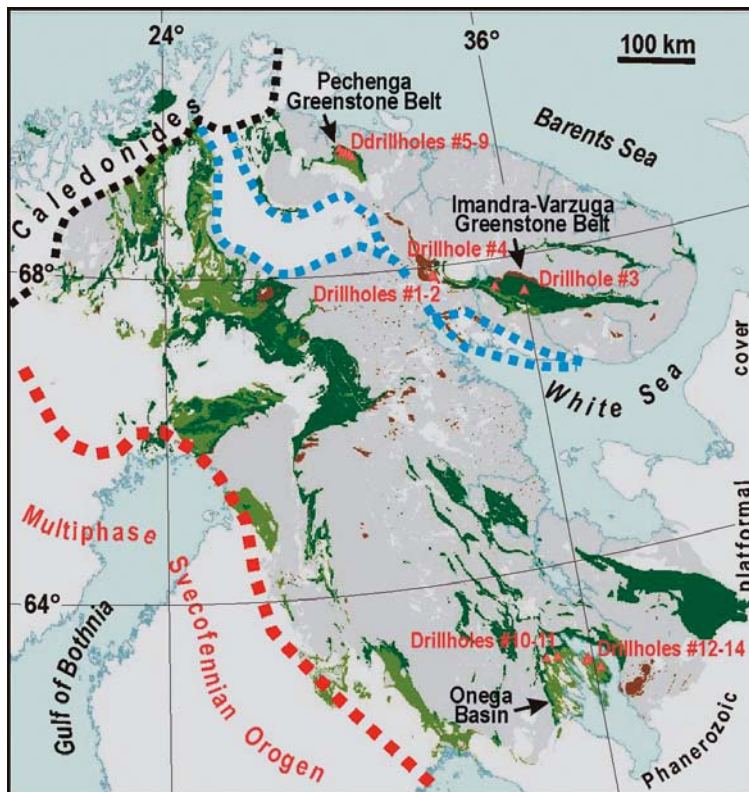 24°
36°
100 km
Pechenga
Greenstone Belt
Ddrillholes #5-9
Barents Sea
Caledonides
Imandra-Varzuga
Greenstone Belt
Drillhole #4
68°
Drillholes #1-2
Drillhole #3
White Sea
cover
platformal
Phanerozoic
Multiphase Svecofennian Orogen
64°
Gulf of Bothnia
Drillholes #10-11
Drillholes #12-14
Onega
Basin